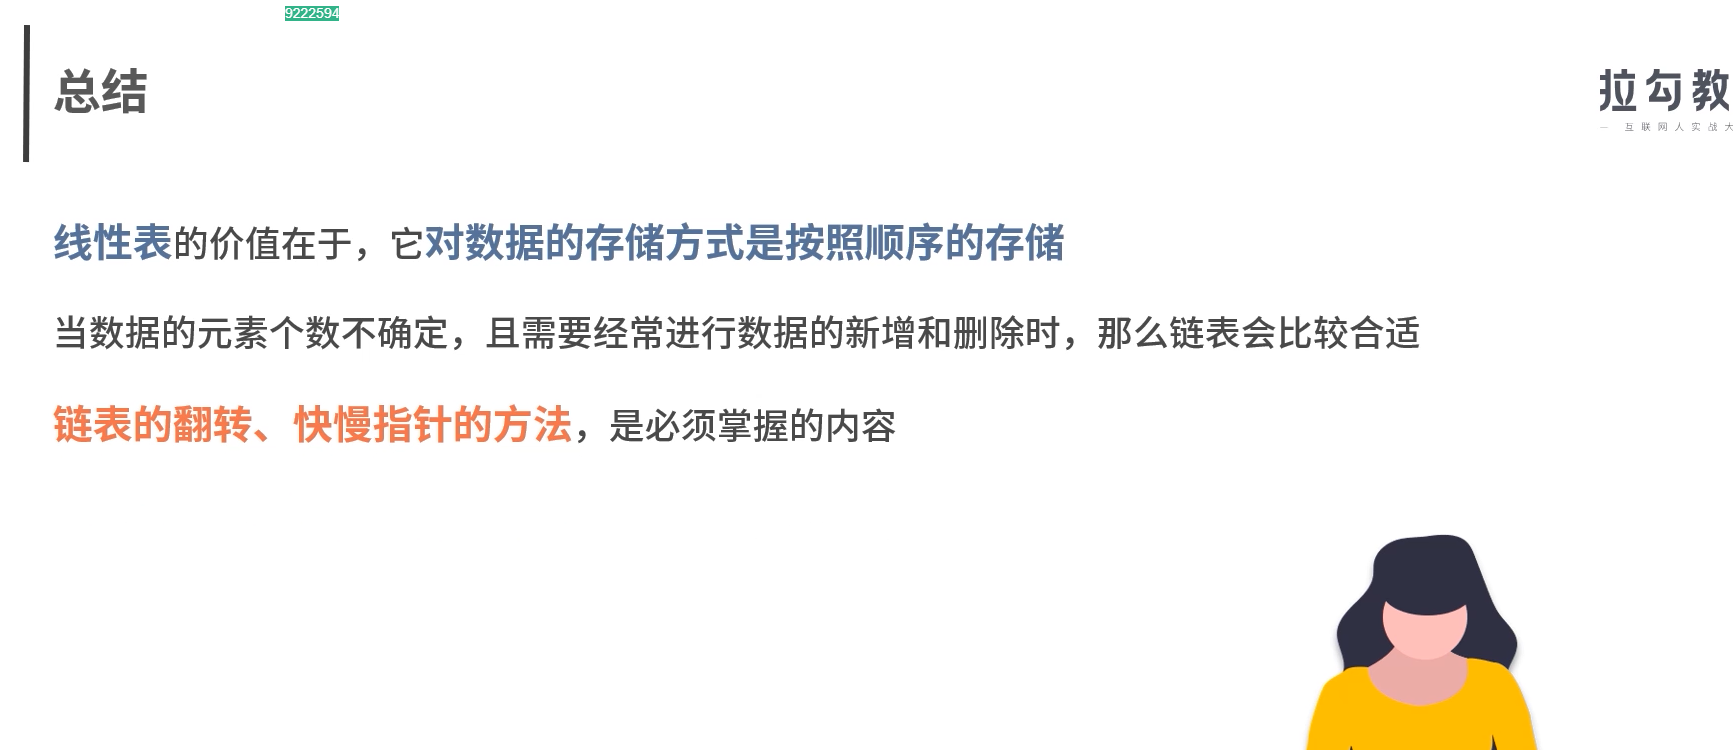 9222594
总结
拉勾教
— 互联网人实战大
线性表的价值在于，它对数据的存储方式是按照顺序的存储
当数据的元素个数不确定，且需要经常进行数据的新增和删除时，那么链表会比较合适
链表的翻转、快慢指针的方法，是必须掌握的内容